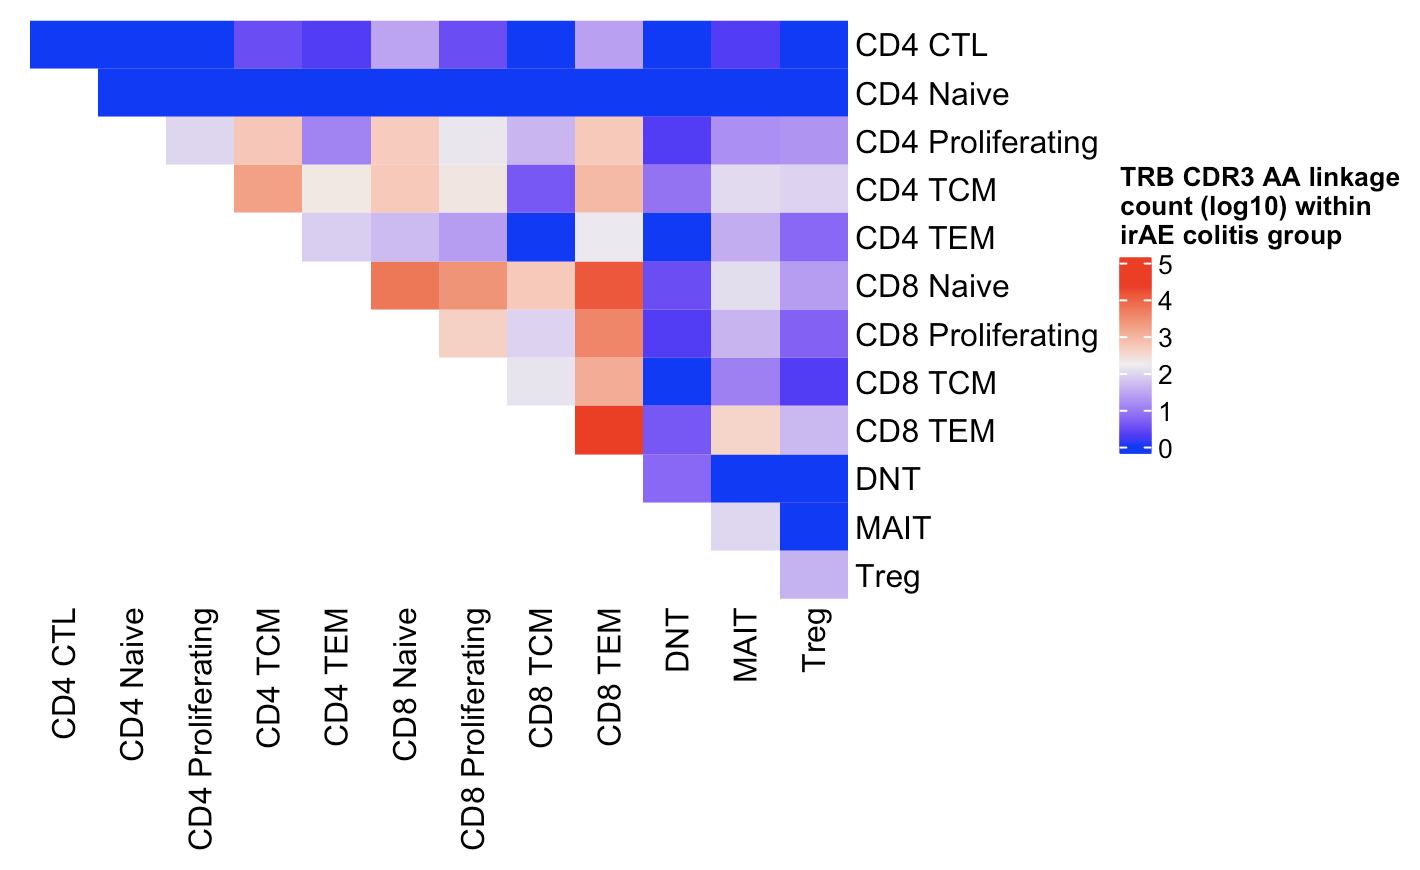 CD4 CTL
CD4 Naive
CD4 Proliferating
CD4 TCM
CD4 TEM
CD8 Naive
CD8 Proliferating
CD8 TCM
CD8 TEM
DNT
MAIT
Treg
TRB CDR3 AA linkage
count (log10) within
irAE colitis group
5
4
3
2
1
0
CD4 CTL
CD4 Naive
CD4 Proliferating
CD4 TCM
CD4 TEM
CD8 Naive
CD8 Proliferating
CD8 TCM
CD8 TEM
DNT
MAIT
Treg